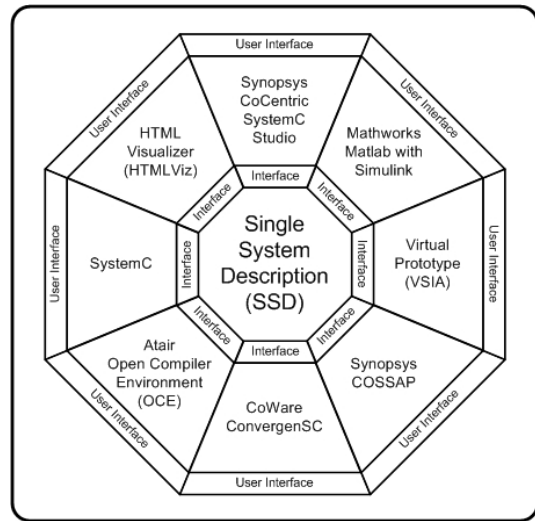 User Interface
Synopsys
CoCentric
SystemC
Studio
User Interface
Mathworks
Matlab with
Simulink
User Interface
Virtual
Prototype
(VSIA)
User Interface
Synopsys
COSSAP
User Interface
CoWare
ConvergenSC
User Interface
Atair
Open Compiler
Environment
(OCE)
User Interface
SystemC
User Interface
HTML
Visualizer
(HTMLViz)
Interface
Interface
Interface
Interface
Interface
Interface
Interface
Interface
Single
System
Description
(SSD)